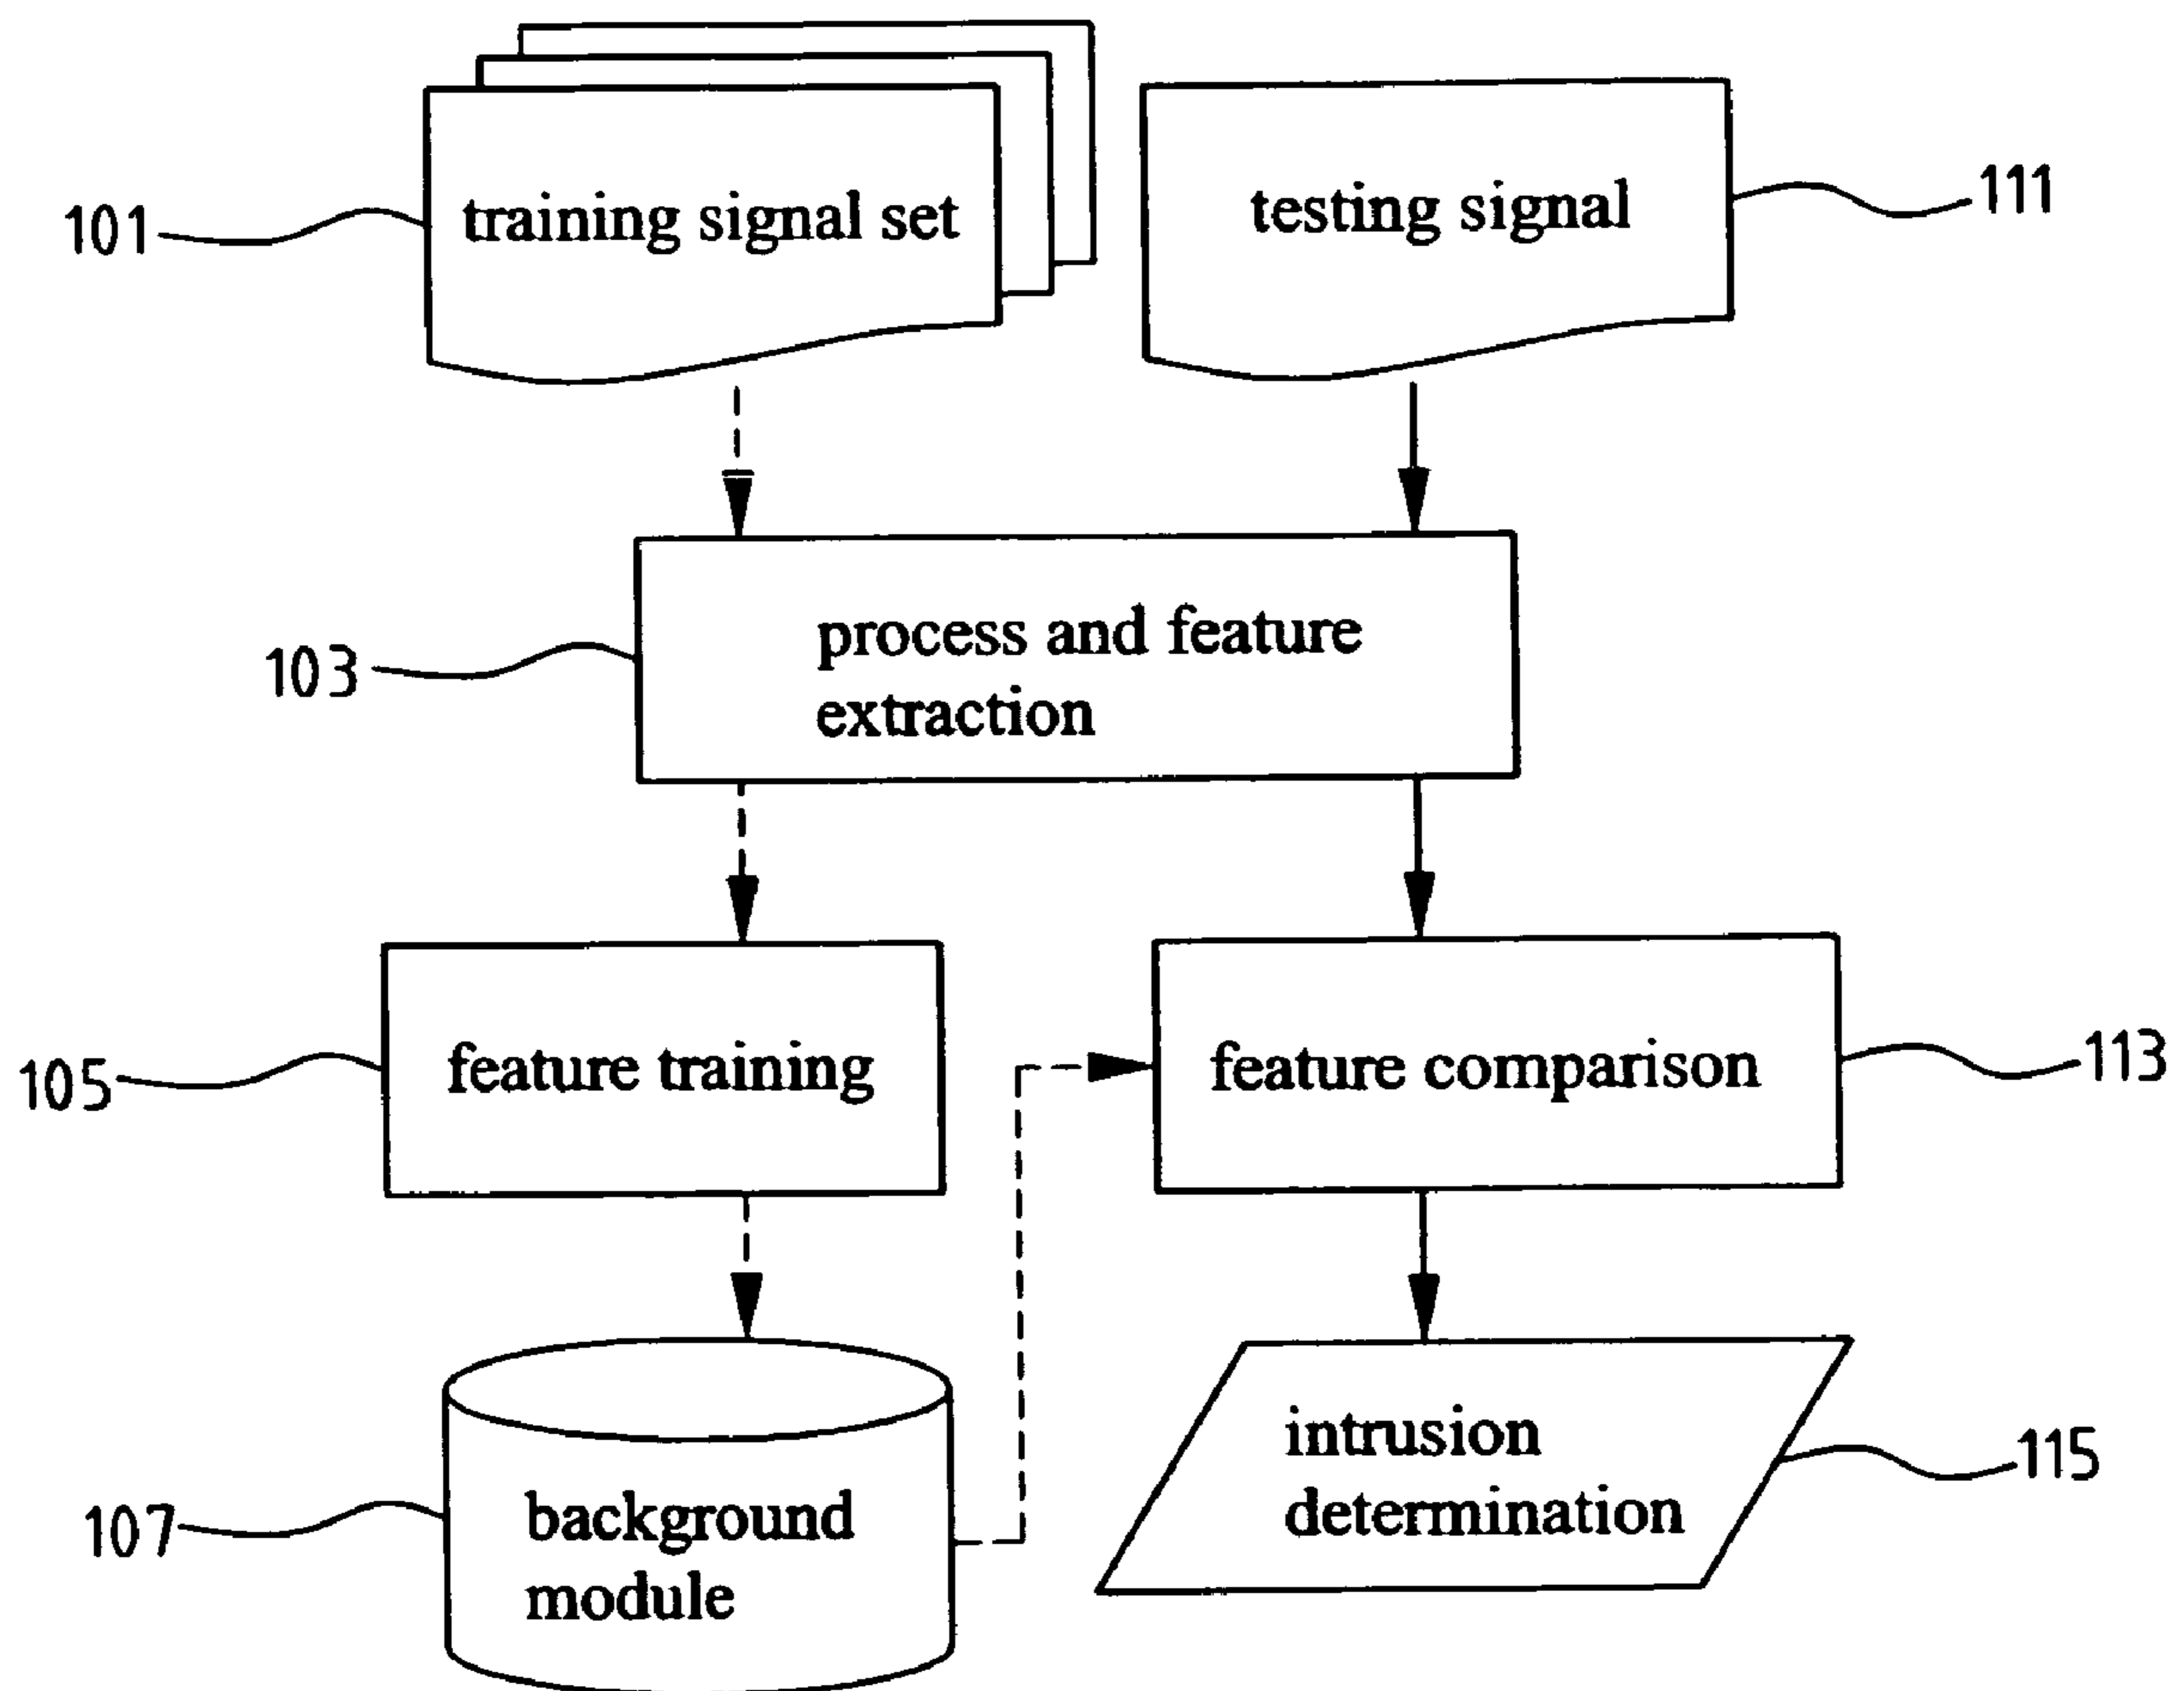 101
training signal set
testing signal
111
103
process and feature
extraction
105
feature training
feature comparison
113
107
background
module
intrusion
determination
115